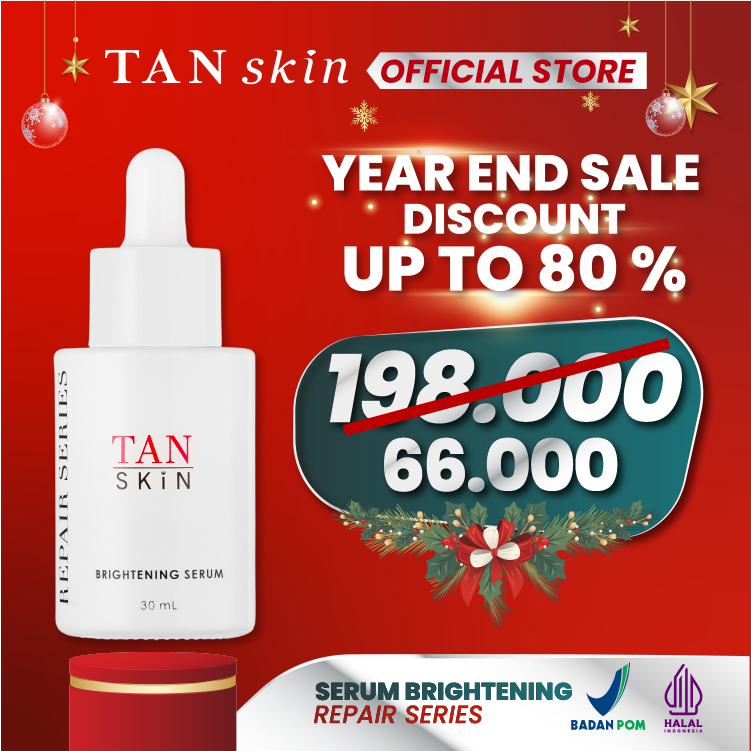 TAN skin OFFICIAL STORE
YEAR END SALE
DISCOUNT
UP TO 80 %
198.000
66.000
REPAIR SERIES
TAN
SKiN
BRIGHTENING SERUM
30 mL
SERUM BRIGHTENING
REPAIR SERIES
BADAN POM
HALAL
INDONESIA